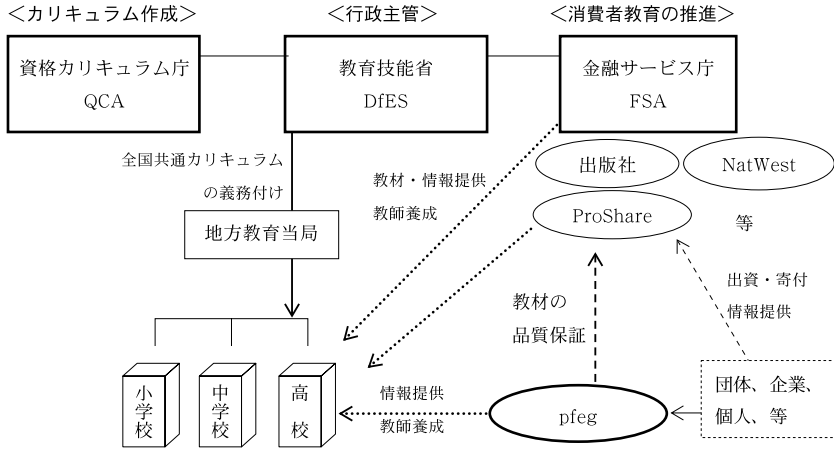 ＜カリキュラム作成＞
＜行政主管＞
＜消費者教育の推進＞
資格カリキュラム庁
QCA
教育技能省
DfES
金融サービス庁
FSA
全国共通カリキュラム
の義務付け
教材・情報提供
教師養成
出版社
NatWest
ProShare
等
地方教育当局
出資・寄付
情報提供
教材の
品質保証
小学校
中学校
高校
情報提供
教師養成
pfeg
団体、企業、
個人、等